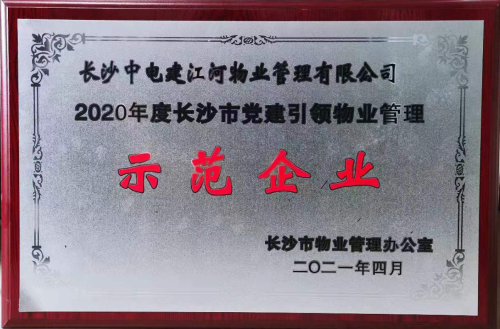 长沙中电建江河物业管理有限公司
2020年度长沙市党建引领物业管理
示范企业
长沙市物业管理办公室
二〇二一年四月